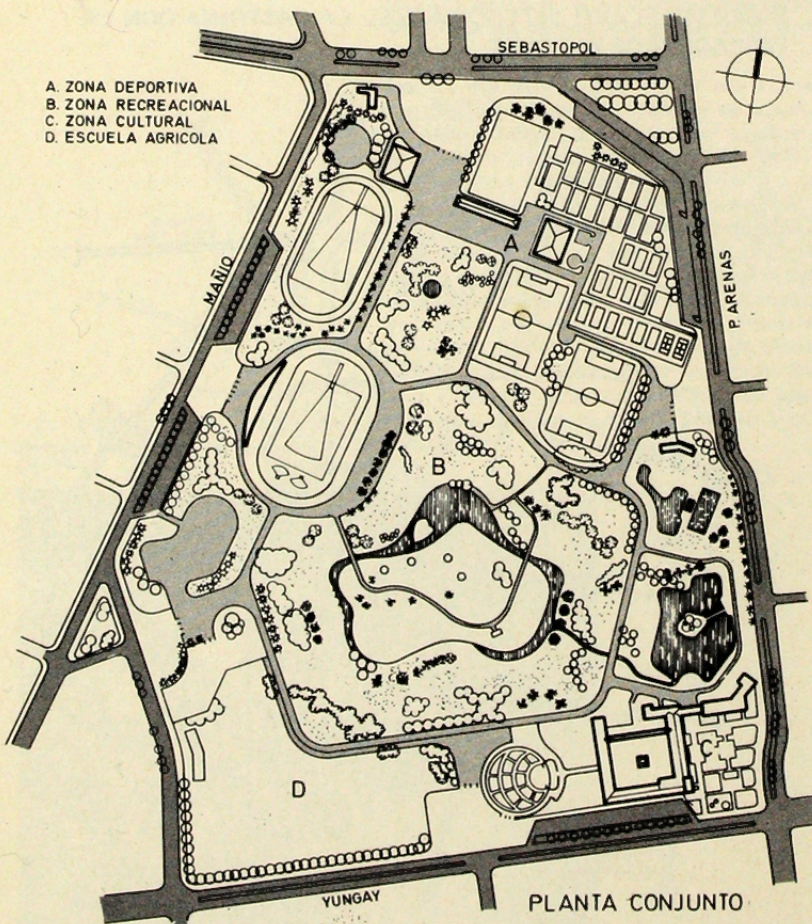 SEBASTOPOL
A. ZONA DEPORTIVA
B. ZONA RECREACIONAL
C. ZONA CULTURAL
D. ESCUELA AGRICOLA
MAÑIO
A
P. ARENAS
B
D
YUNGAY
PLANTA CONJUNTO